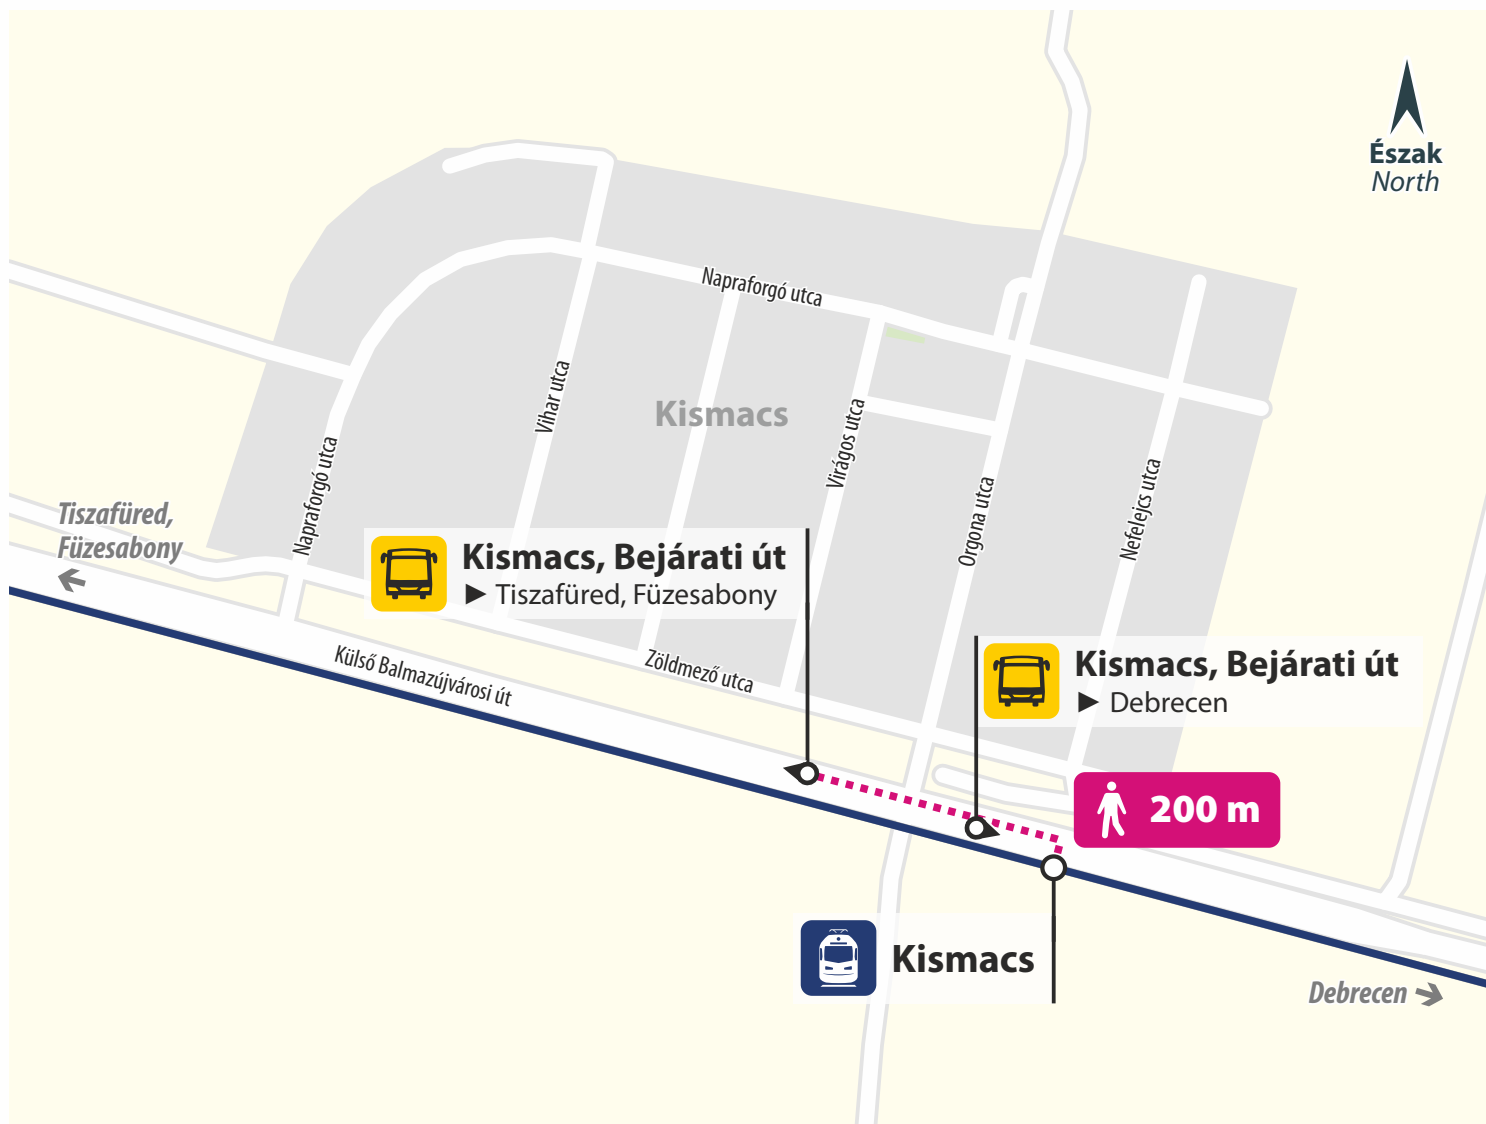 Észak
North
Napraforgó utca
Vihar utca
Kismacs
Virágos utca
Napraforgó utca
Orgona utca
Nefelejcs utca
Tiszafüred,
Füzesabony
Kismacs, Bejárati út
Tiszafüred, Füzesabony
Külső Balmazújvárosi út
Zöldmező utca
Kismacs, Bejárati út
Debrecen
200 m
Kismacs
Debrecen